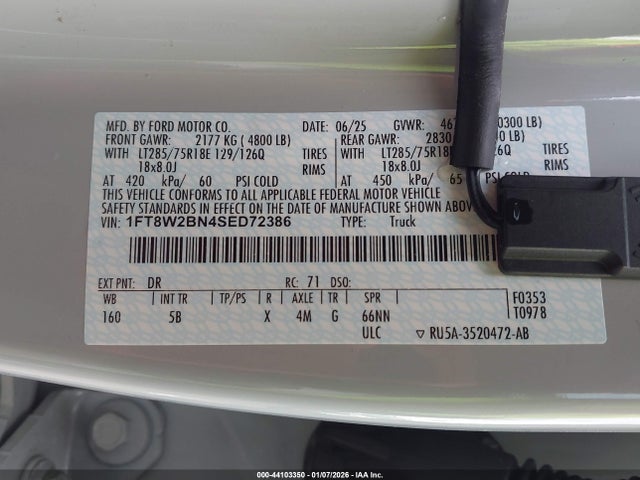 MFD. BY FORD MOTOR CO. DATE: 06/25 GVWR:
FRONT GAWR: 2177 KG ( 4800 LB) REAR GAWR:
WITH LT285/75R18E 129/126Q TIRES WITH LT285/75R18E TIRES
18x8.0J RIMS 18x8.0J RIMS
AT 420 kPa/ 60 PSI COLD AT 450 kPa/ 65 PSI COLD
THIS VEHICLE CONFORMS TO ALL APPLICABLE FEDERAL MOTOR VEHICLE
SAFETY STANDARDS IN EFFECT ON THE DATE OF MANUFACTURE SHOWN ABOVE
VIN: 1FT8W2BN4SED72386 TYPE: Truck
EXT PNT: DR RC: 71 DSO:
WB INT TR TP/PS R AXLE TR SPR F0353
160 5B X 4M G 66NN T0978
ULC ▽ RU5A-3520472-AB
000-44103350 | 01/07/2026 - IAA Inc.